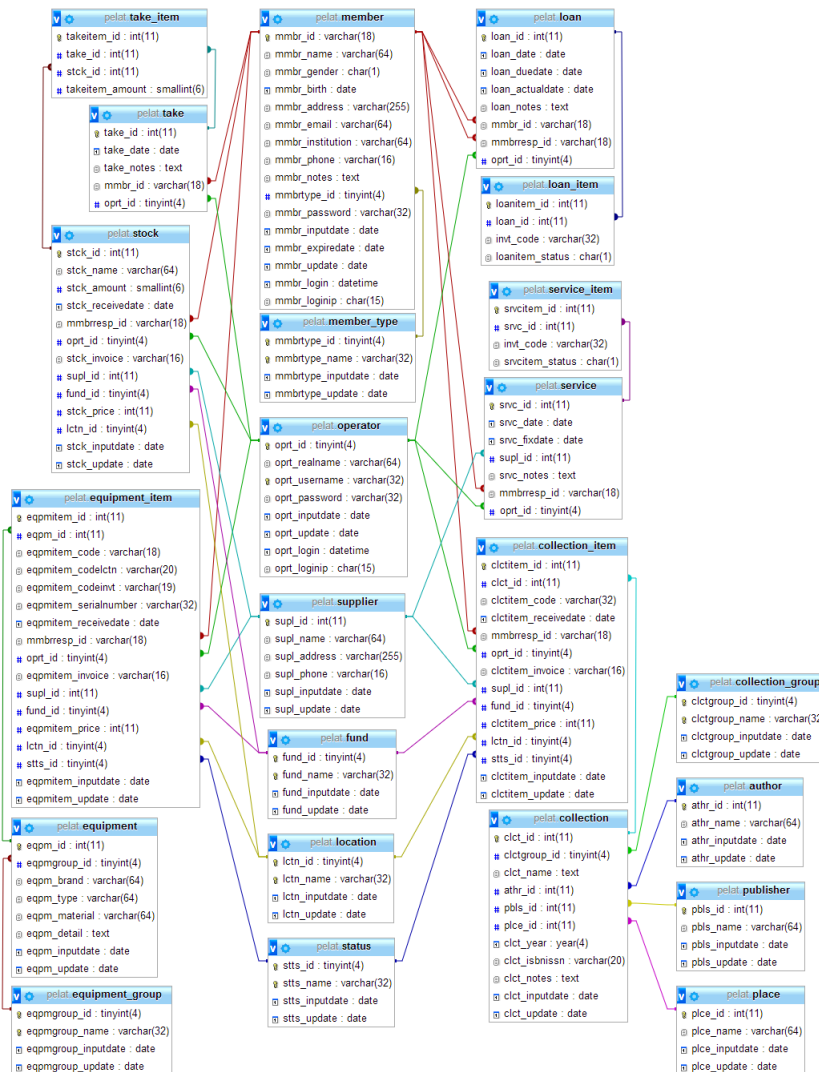 pelat take_item
takeitem_id : int(11)
take_id : int(11)
stck_id : int(11)
takeitem_amount : smallint(6)
pelat take
take_id : int(11)
take_date : date
take_notes : text
mmbr_id : varchar(18)
oprt_id : tinyint(4)
pelat stock
stck_id : int(11)
stck_name : varchar(64)
stck_amount : smallint(6)
stck_receivedate : date
mmbrresp_id : varchar(18)
oprt_id : tinyint(4)
stck_invoice : varchar(16)
supl_id : int(11)
fund_id : tinyint(4)
stck_price : int(11)
lctn_id : tinyint(4)
stck_inputdate : date
stck_update : date
pelat equipment_item
eqpmitem_id : int(11)
eqpm_id : int(11)
eqpmitem_code : varchar(18)
eqpmitem_codelctn : varchar(20)
eqpmitem_codeinvt : varchar(19)
eqpmitem_serialnumber : varchar(32)
eqpmitem_receivedate : date
mmbrresp_id : varchar(18)
oprt_id : tinyint(4)
eqpmitem_invoice : varchar(16)
supl_id : int(11)
fund_id : tinyint(4)
eqpmitem_price : int(11)
lctn_id : tinyint(4)
stts_id : tinyint(4)
eqpmitem_inputdate : date
eqpmitem_update : date
pelat equipment
eqpm_id : int(11)
eqpmgroup_id : tinyint(4)
eqpm_brand : varchar(64)
eqpm_type : varchar(64)
eqpm_material : varchar(64)
eqpm_detail : text
eqpm_inputdate : date
eqpm_update : date
pelat equipment_group
eqpmgroup_id : tinyint(4)
eqpmgroup_name : varchar(32)
eqpmgroup_inputdate : date
eqpmgroup_update : date
pelat member
mmbr_id : varchar(18)
mmbr_name : varchar(64)
mmbr_gender : char(1)
mmbr_birth : date
mmbr_address : varchar(255)
mmbr_email : varchar(64)
mmbr_institution : varchar(64)
mmbr_phone : varchar(16)
mmbr_notes : text
mmbrtype_id : tinyint(4)
mmbr_password : varchar(32)
mmbr_inputdate : date
mmbr_expiredate : date
mmbr_update : date
mmbr_login : datetime
mmbr_loginip : char(15)
pelat member_type
mmbrtype_id : tinyint(4)
mmbrtype_name : varchar(32)
mmbrtype_inputdate : date
mmbrtype_update : date
pelat operator
oprt_id : tinyint(4)
oprt_realname : varchar(64)
oprt_username : varchar(32)
oprt_password : varchar(32)
oprt_inputdate : date
oprt_update : date
oprt_login : datetime
oprt_loginip : char(15)
pelat supplier
supl_id : int(11)
supl_name : varchar(64)
supl_address : varchar(255)
supl_phone : varchar(16)
supl_inputdate : date
supl_update : date
pelat fund
fund_id : tinyint(4)
fund_name : varchar(32)
fund_inputdate : date
fund_update : date
pelat location
lctn_id : tinyint(4)
lctn_name : varchar(32)
lctn_inputdate : date
lctn_update : date
pelat status
stts_id : tinyint(4)
stts_name : varchar(32)
stts_inputdate : date
stts_update : date
pelat loan
loan_id : int(11)
loan_date : date
loan_duedate : date
loan_actualdate : date
loan_notes : text
mmbr_id : varchar(18)
mmbrresp_id : varchar(18)
oprt_id : tinyint(4)
pelat loan_item
loanitem_id : int(11)
loan_id : int(11)
invt_code : varchar(32)
loanitem_status : char(1)
pelat service_item
srvcitem_id : int(11)
srvc_id : int(11)
invt_code : varchar(32)
srvcitem_status : char(1)
pelat service
srvc_id : int(11)
srvc_date : date
srvc_fixdate : date
supl_id : int(11)
srvc_notes : text
mmbrresp_id : varchar(18)
oprt_id : tinyint(4)
pelat collection_item
clctitem_id : int(11)
clct_id : int(11)
clctitem_code : varchar(32)
clctitem_receivedate : date
mmbrresp_id : varchar(18)
oprt_id : tinyint(4)
clctitem_invoice : varchar(16)
supl_id : int(11)
fund_id : tinyint(4)
clctitem_price : int(11)
lctn_id : tinyint(4)
stts_id : tinyint(4)
clctitem_inputdate : date
clctitem_update : date
pelat collection
clct_id : int(11)
clctgroup_id : tinyint(4)
clct_name : text
athr_id : int(11)
pbls_id : int(11)
plce_id : int(11)
clct_year : year(4)
clct_isbnissn : varchar(20)
clct_notes : text
clct_inputdate : date
clct_update : date
pelat collection_group
clctgroup_id : tinyint(4)
clctgroup_name : varchar(32
clctgroup_inputdate : date
clctgroup_update : date
pelat author
athr_id : int(11)
athr_name : varchar(64)
athr_inputdate : date
athr_update : date
pelat publisher
pbls_id : int(11)
pbls_name : varchar(64)
pbls_inputdate : date
pbls_update : date
pelat place
plce_id : int(11)
plce_name : varchar(64)
plce_inputdate : date
plce_update : date